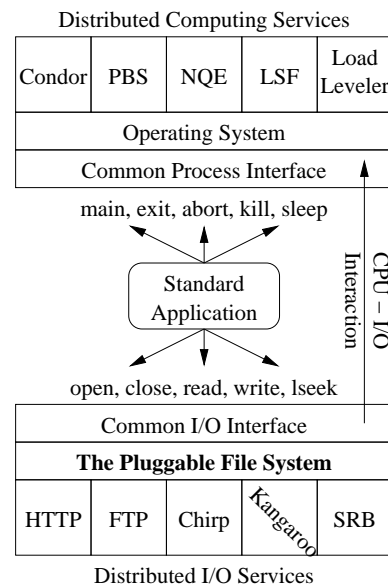 Distributed Computing Services
Condor PBS NQE LSF Load Leveler
Operating System
Common Process Interface
main, exit, abort, kill, sleep
Standard
Application
CPU – I/O
Interaction
open, close, read, write, lseek
Common I/O Interface
The Pluggable File System
HTTP FTP Chirp Kangaroo SRB
Distributed I/O Services